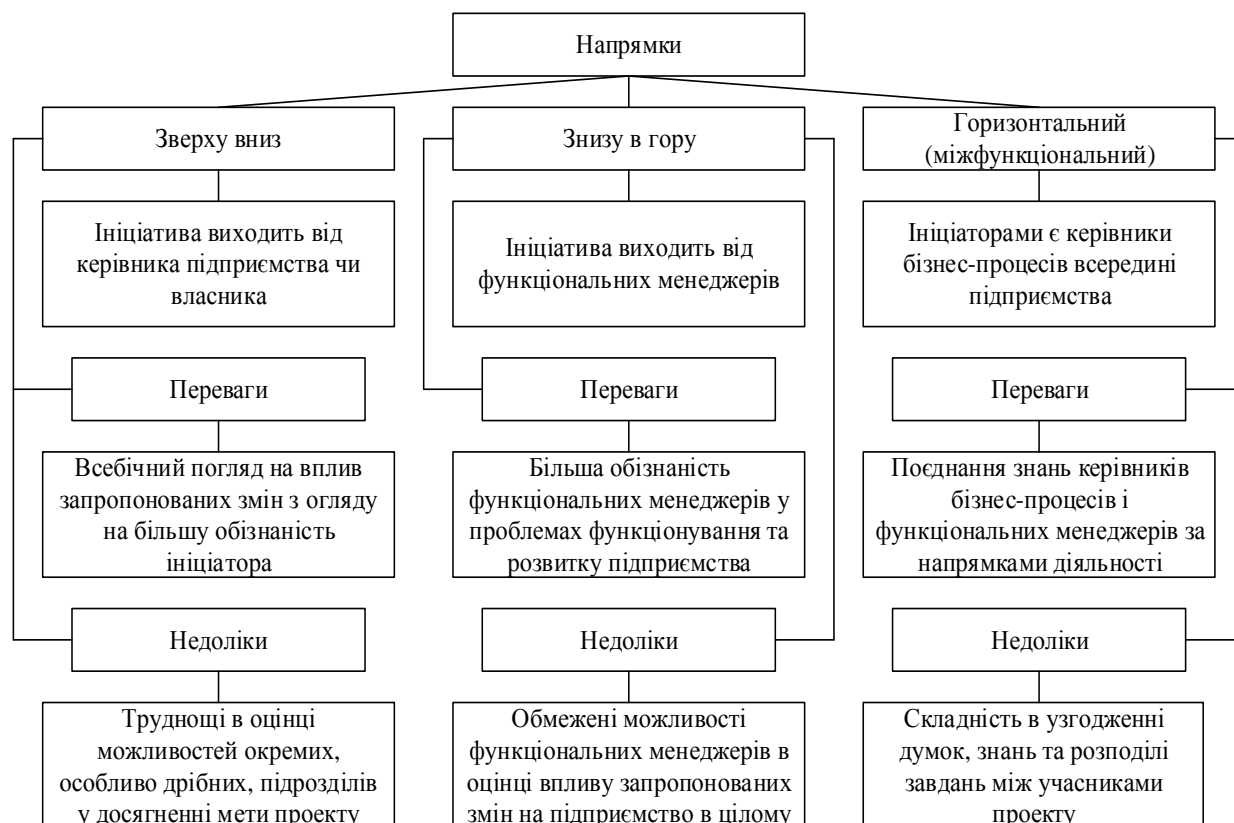 Напрямки
Зверху вниз
Знизу в гору
Горизонтальний
(міжфункціональний)
Ініціатива виходить від
керівника підприємства чи
власника
Ініціатива виходить від
функціональних менеджерів
Ініціаторами є керівники
бізнес-процесів всередині
підприємства
Переваги
Переваги
Переваги
Всебічний погляд на вплив
запропонованих змін з огляду
на більшу обізнаність
ініціатора
Більша обізнаність
функціональних менеджерів у
проблемах функціонування та
розвитку підприємства
Поєднання знань керівників
бізнес-процесів і
функціональних менеджерів за
напрямками діяльності
Недоліки
Недоліки
Недоліки
Труднощі в оцінці
можливостей окремих,
особливо дрібних, підрозділів
у досягненні мети проекту
Обмежені можливості
функціональних менеджерів в
оцінці впливу запропонованих
змін на підприємство в цілому
Складність в узгодженні
думок, знань та розподілі
завдань між учасниками
проекту